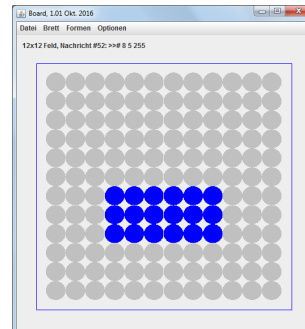 Board, 1.01 Okt. 2016
Datei Brett Formen Optionen
12x12 Feld, Nachricht #52: >># 8 5 255